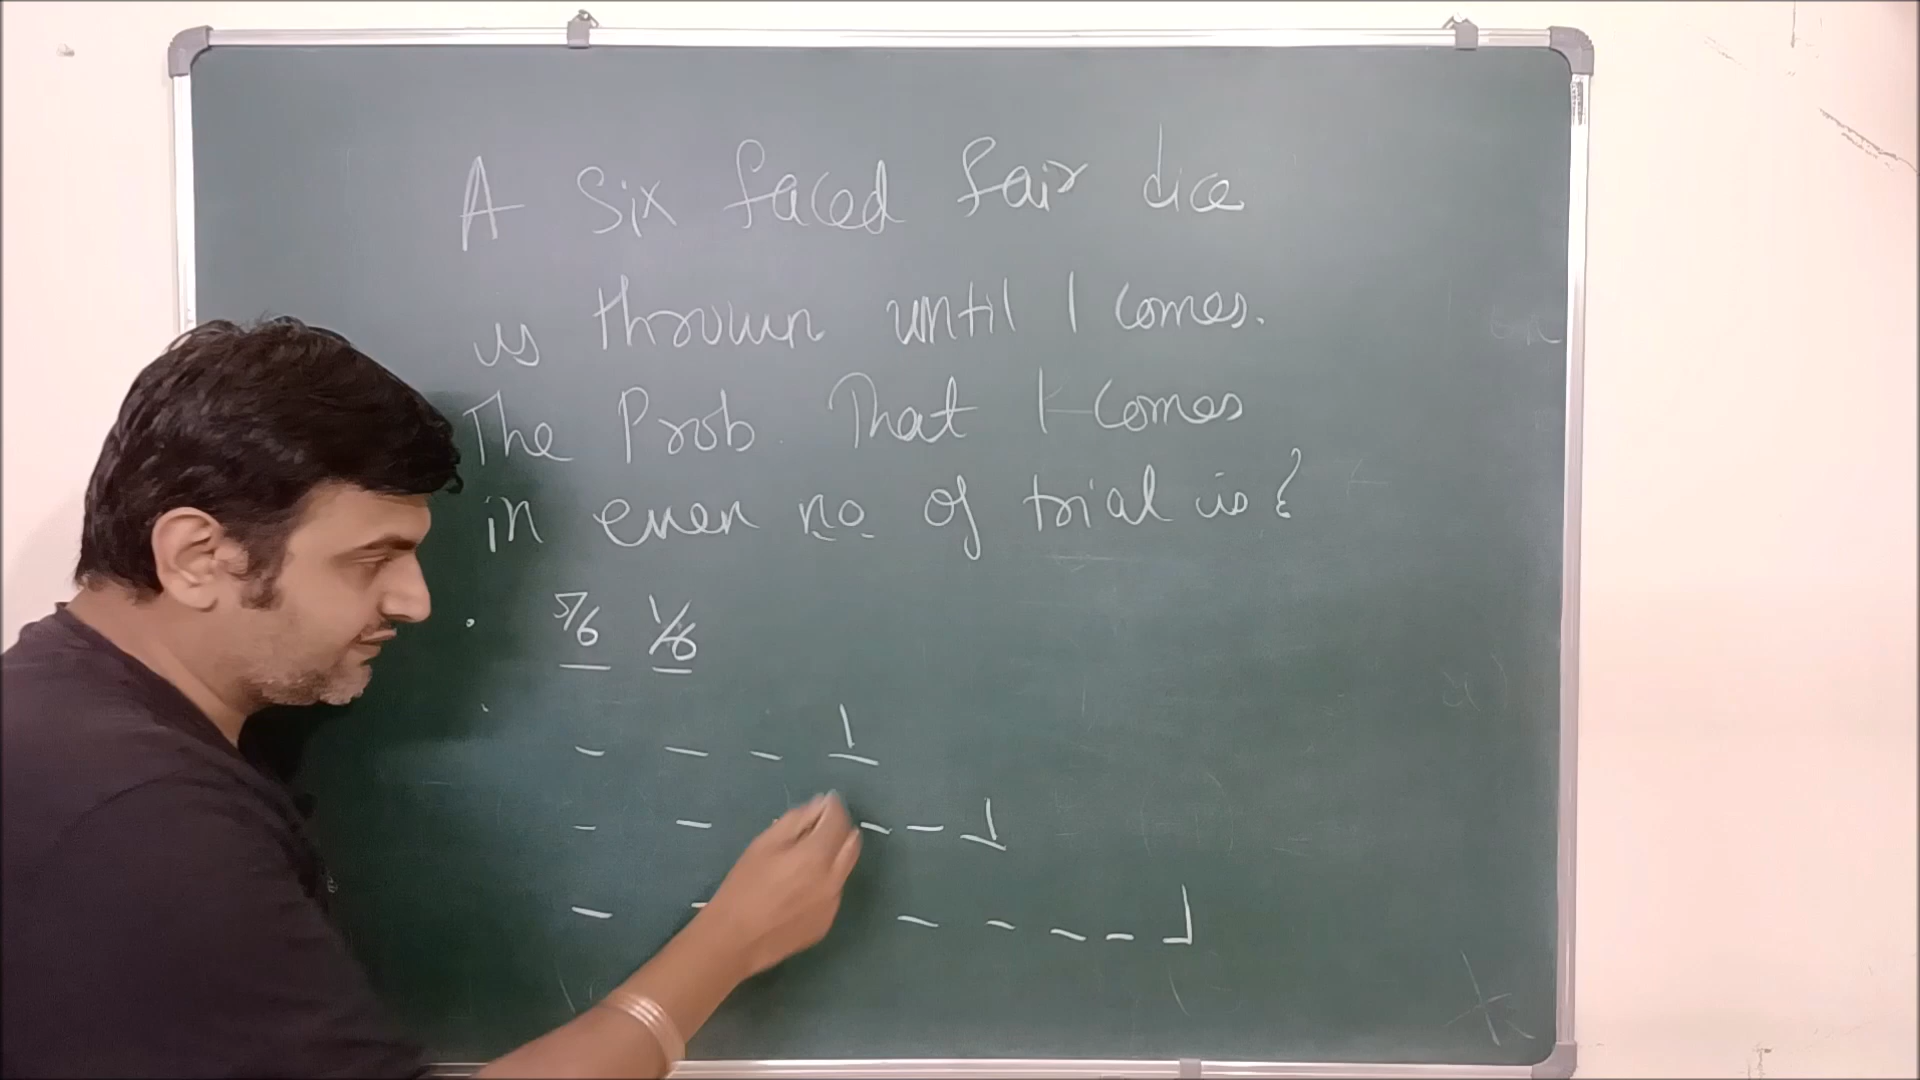 A Six faced fair dice
is thrown until 1 comes.
The Prob. That 1 comes
in even no of trial is ?
5/6 1/6
- - - 1
- - - - 1
- - - - - - 1